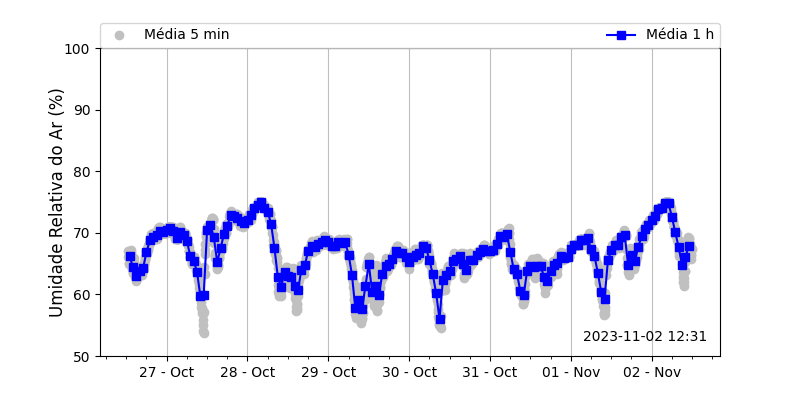 Média 5 min
Média 1 h
Umidade Relativa do Ar (%)
100
90
80
70
60
50
2023-11-02 12:31
27 - Oct
28 - Oct
29 - Oct
30 - Oct
31 - Oct
01 - Nov
02 - Nov